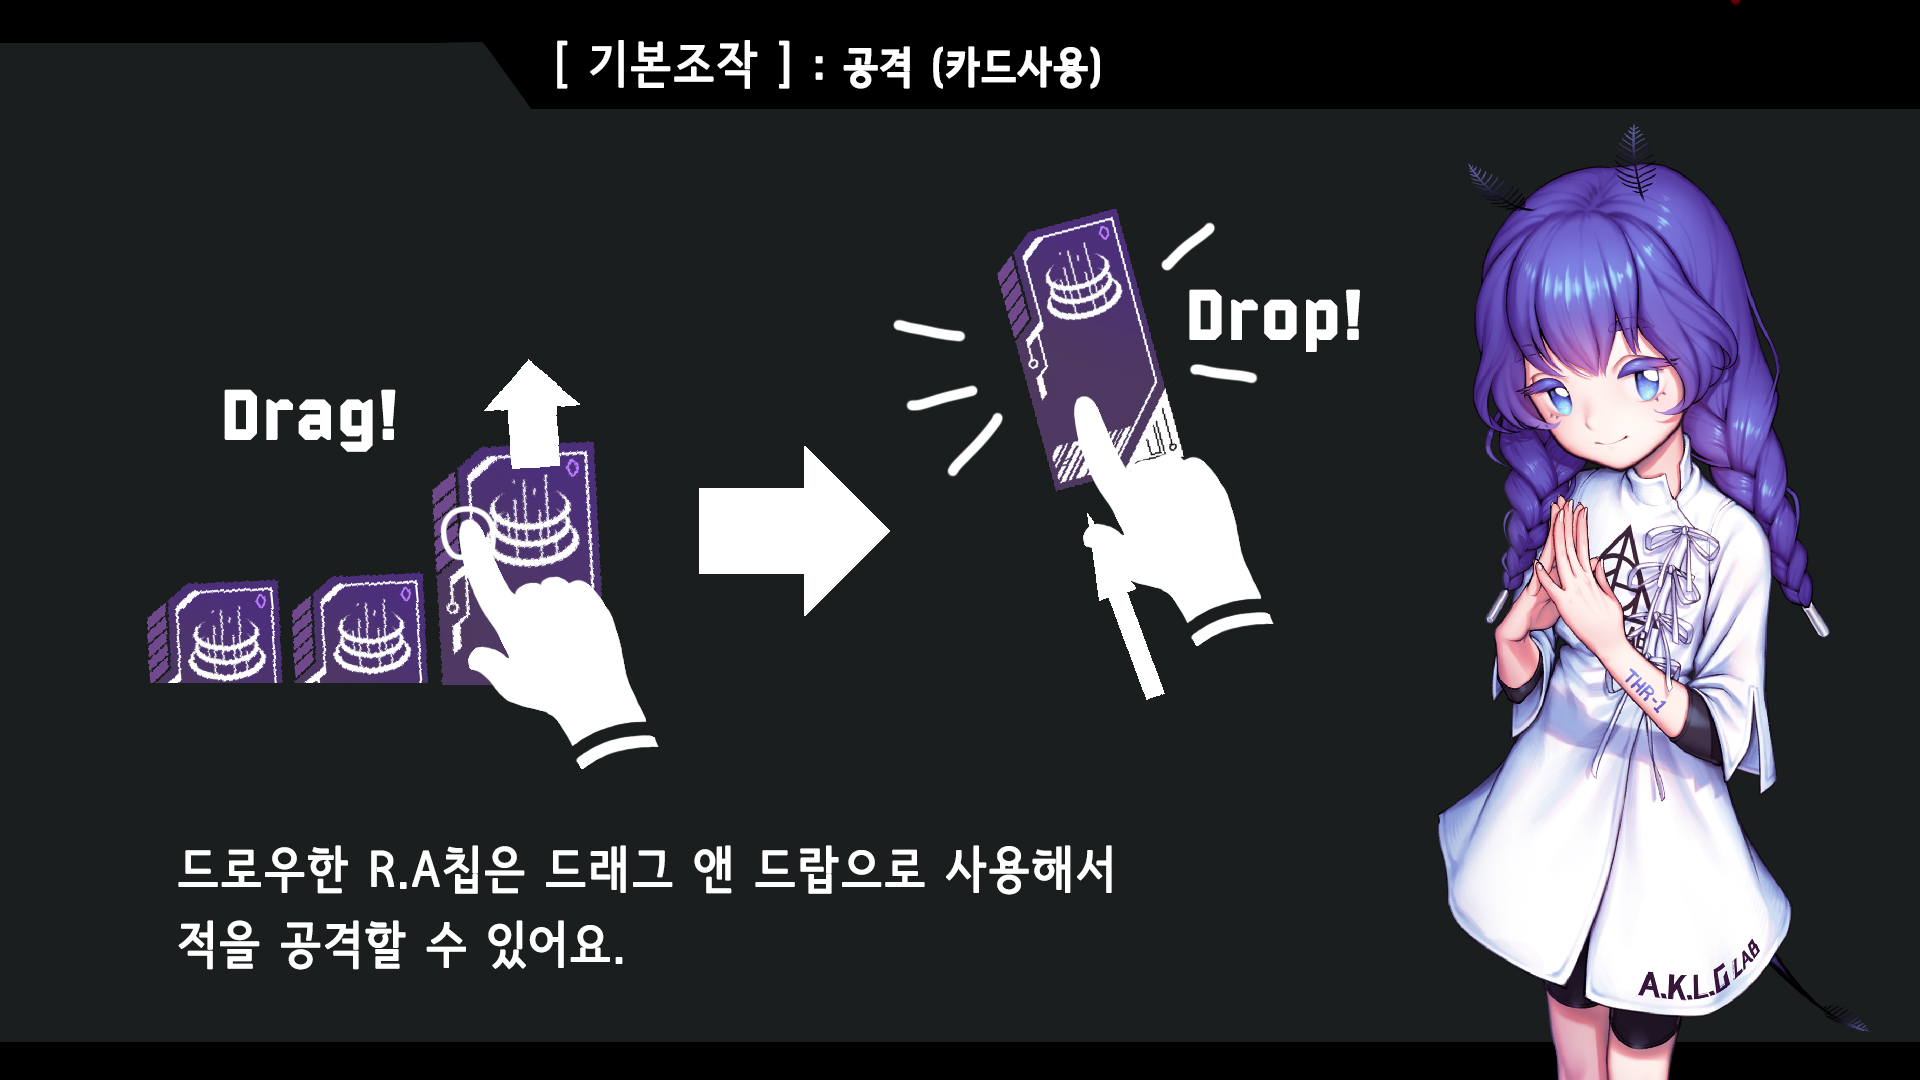 [ 기본조작 ] : 공격 (카드사용)
Drag!
Drop!
드로우한 R.A칩은 드래그 앤 드랍으로 사용해서
적을 공격할 수 있어요.
THR-1
A.K.L.G LAB